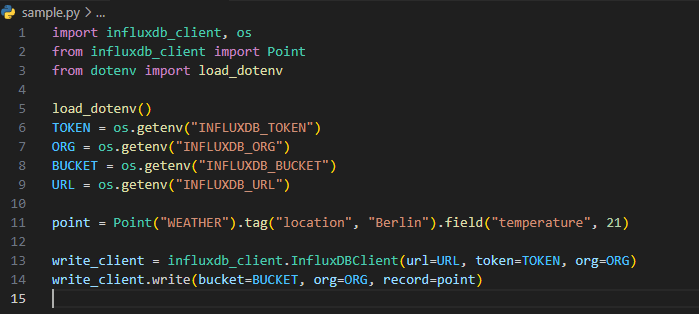 sample.py > ...
1 import influxdb_client, os
2 from influxdb_client import Point
3 from dotenv import load_dotenv
4
5 load_dotenv()
6 TOKEN = os.getenv("INFLUXDB_TOKEN")
7 ORG = os.getenv("INFLUXDB_ORG")
8 BUCKET = os.getenv("INFLUXDB_BUCKET")
9 URL = os.getenv("INFLUXDB_URL")
10
11 point = Point("WEATHER").tag("location", "Berlin").field("temperature", 21)
12
13 write_client = influxdb_client.InfluxDBClient(url=URL, token=TOKEN, org=ORG)
14 write_client.write(bucket=BUCKET, org=ORG, record=point)
15